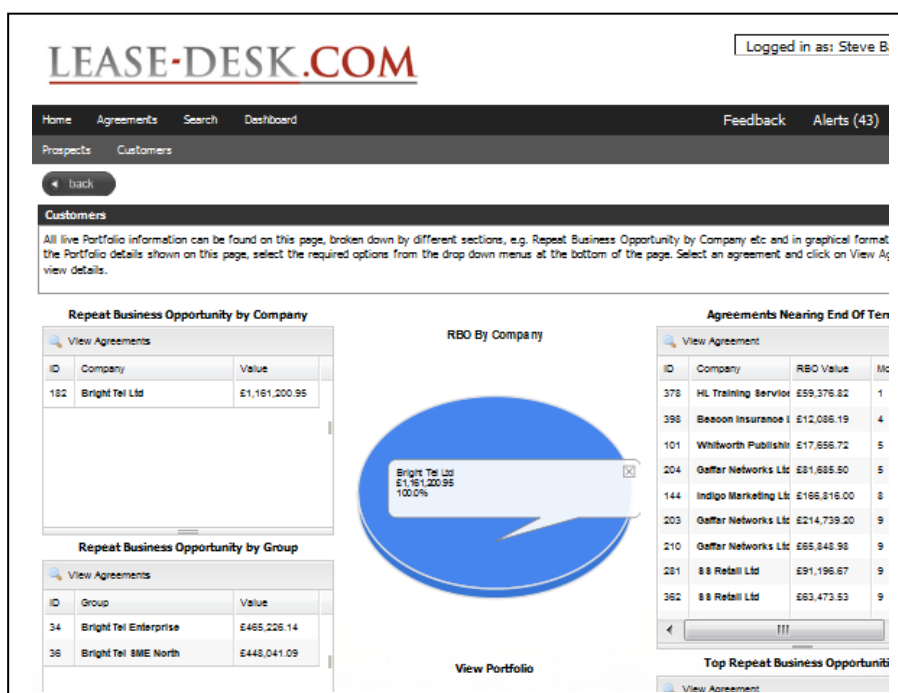 LEASE-DESK.COM
Logged in as: Steve
Home Agreements Search Dashboard Feedback Alerts (43)
Prospects Customers
back
Customers
All live Portfolio information can be found on this page, broken down by different sections, e.g. Repeat Business Opportunity by Company etc and in graphical format
the Portfolio details shown on this page, select the required options from the drop down menus at the bottom of the page. Select an agreement and click on View
view details.
Repeat Business Opportunity by Company
View Agreements
ID Company Value
182 Bright Tel Ltd £1,161,200.95
RBO By Company
Bright Tel Ltd
£1,161,200.95
100.0%
Repeat Business Opportunity by Group
View Agreements
ID Group Value
34 Bright Tel Enterprise £465,226.14
36 Bright Tel SME North £448,041.09
View Portfolio
Agreements Nearing End Of
View Agreement
ID Company RBO Value
378 HL Training £59,376.82 1
398 Beacon Insurance £12,086.19 4
101 Whitworth £17,656.72 5
204 Gaffar Networks Ltd £81,685.50 5
144 Indigo Marketing Ltd £166,816.00 8
203 Gaffar Networks Ltd £214,739.20 9
210 Gaffar Networks Ltd £65,848.98 9
281 88 Retail Ltd £91,196.67 9
362 88 Retail Ltd £63,473.53 9
Top Repeat Business
View Agreement